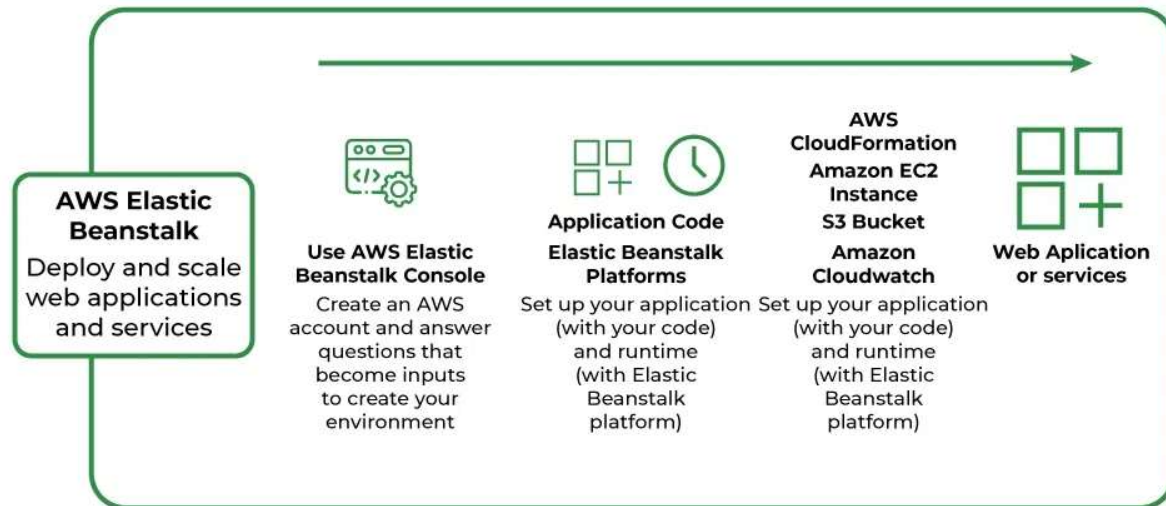 AWS Elastic
Beanstalk
Deploy and scale
web applications
and services
</>
Use AWS Elastic
Beanstalk Console
Create an AWS
account and answer
questions that
become inputs
to create your
environment
Application Code
Elastic Beanstalk
Platforms
Set up your application
(with your code)
and runtime
(with Elastic
Beanstalk
platform)
AWS
CloudFormation
Amazon EC2
Instance
S3 Bucket
Amazon
Cloudwatch
Set up your application
(with your code)
and runtime
(with Elastic
Beanstalk
platform)
Web Aplication
or services